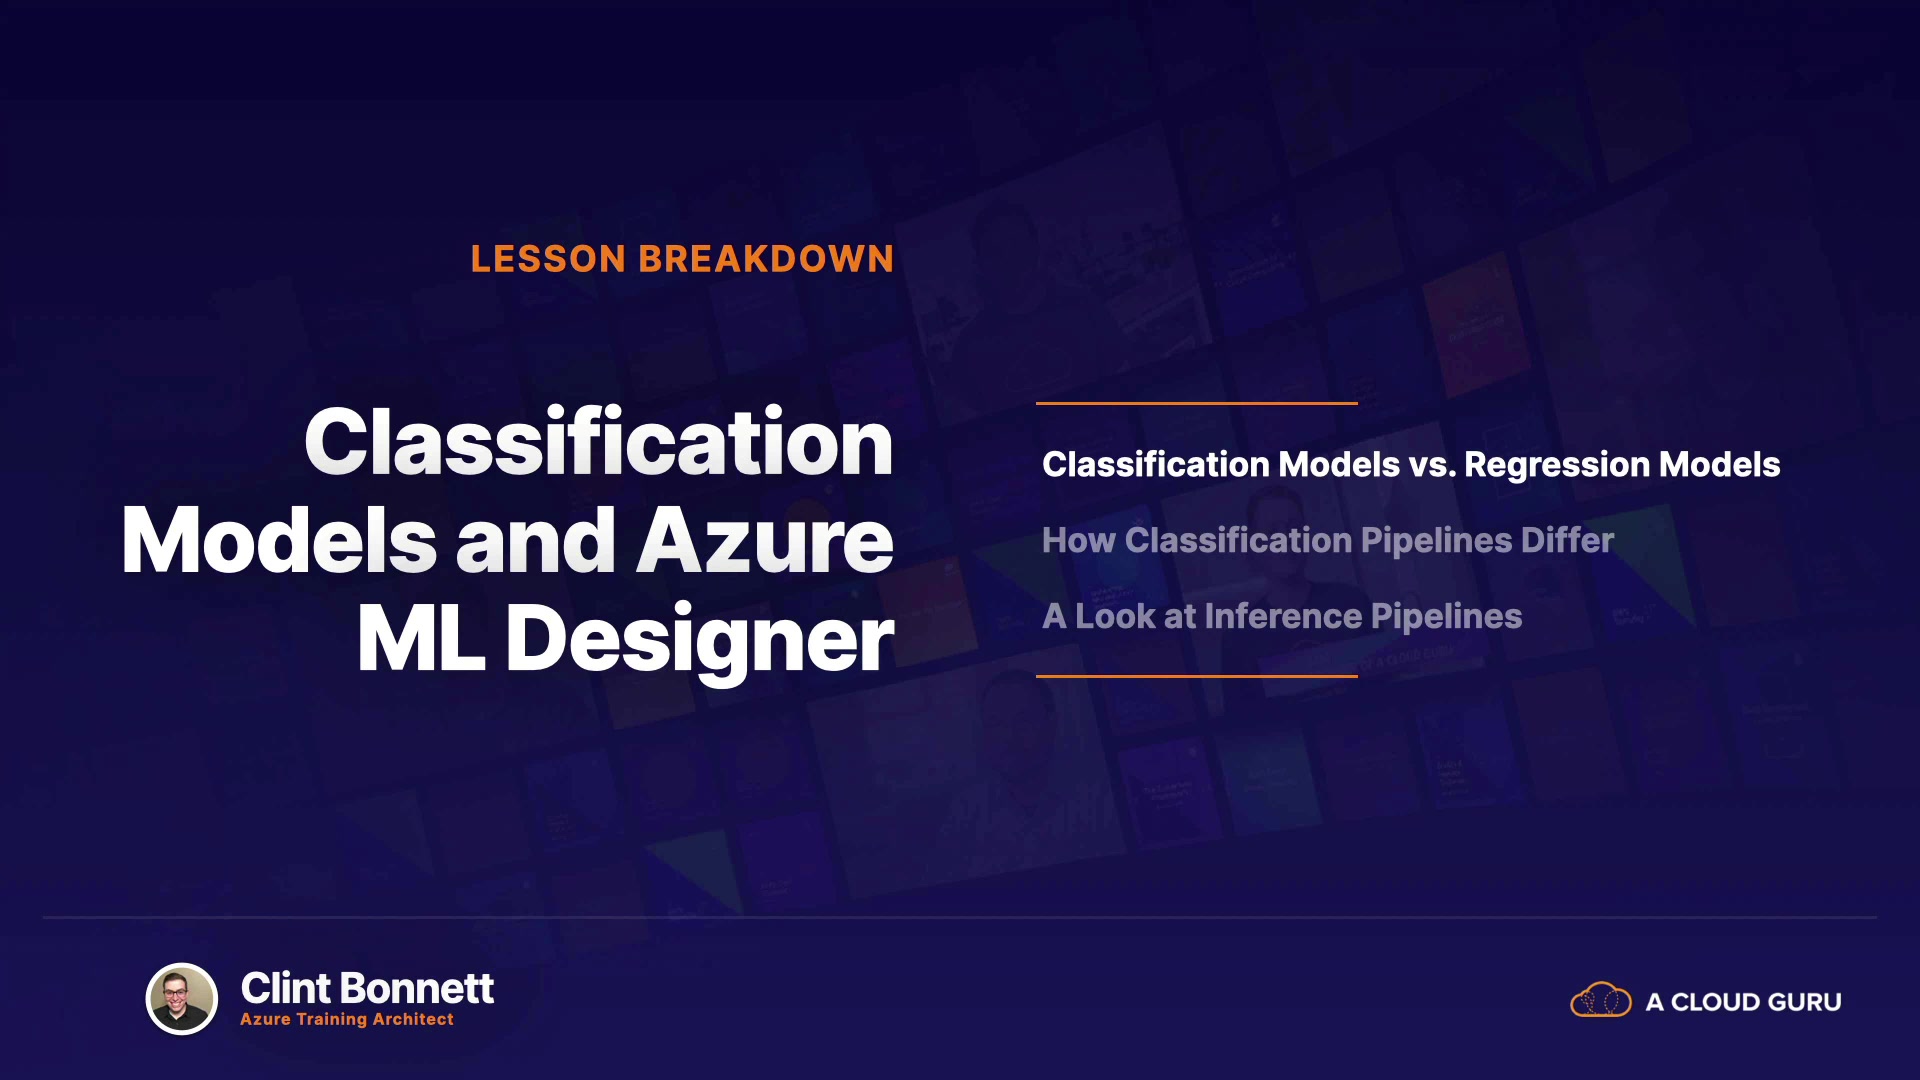 LESSON BREAKDOWN
Classification
Models and Azure
ML Designer
Classification Models vs. Regression Models
How Classification Pipelines Differ
A Look at Inference Pipelines
Clint Bonnett
Azure Training Architect
A CLOUD GURU